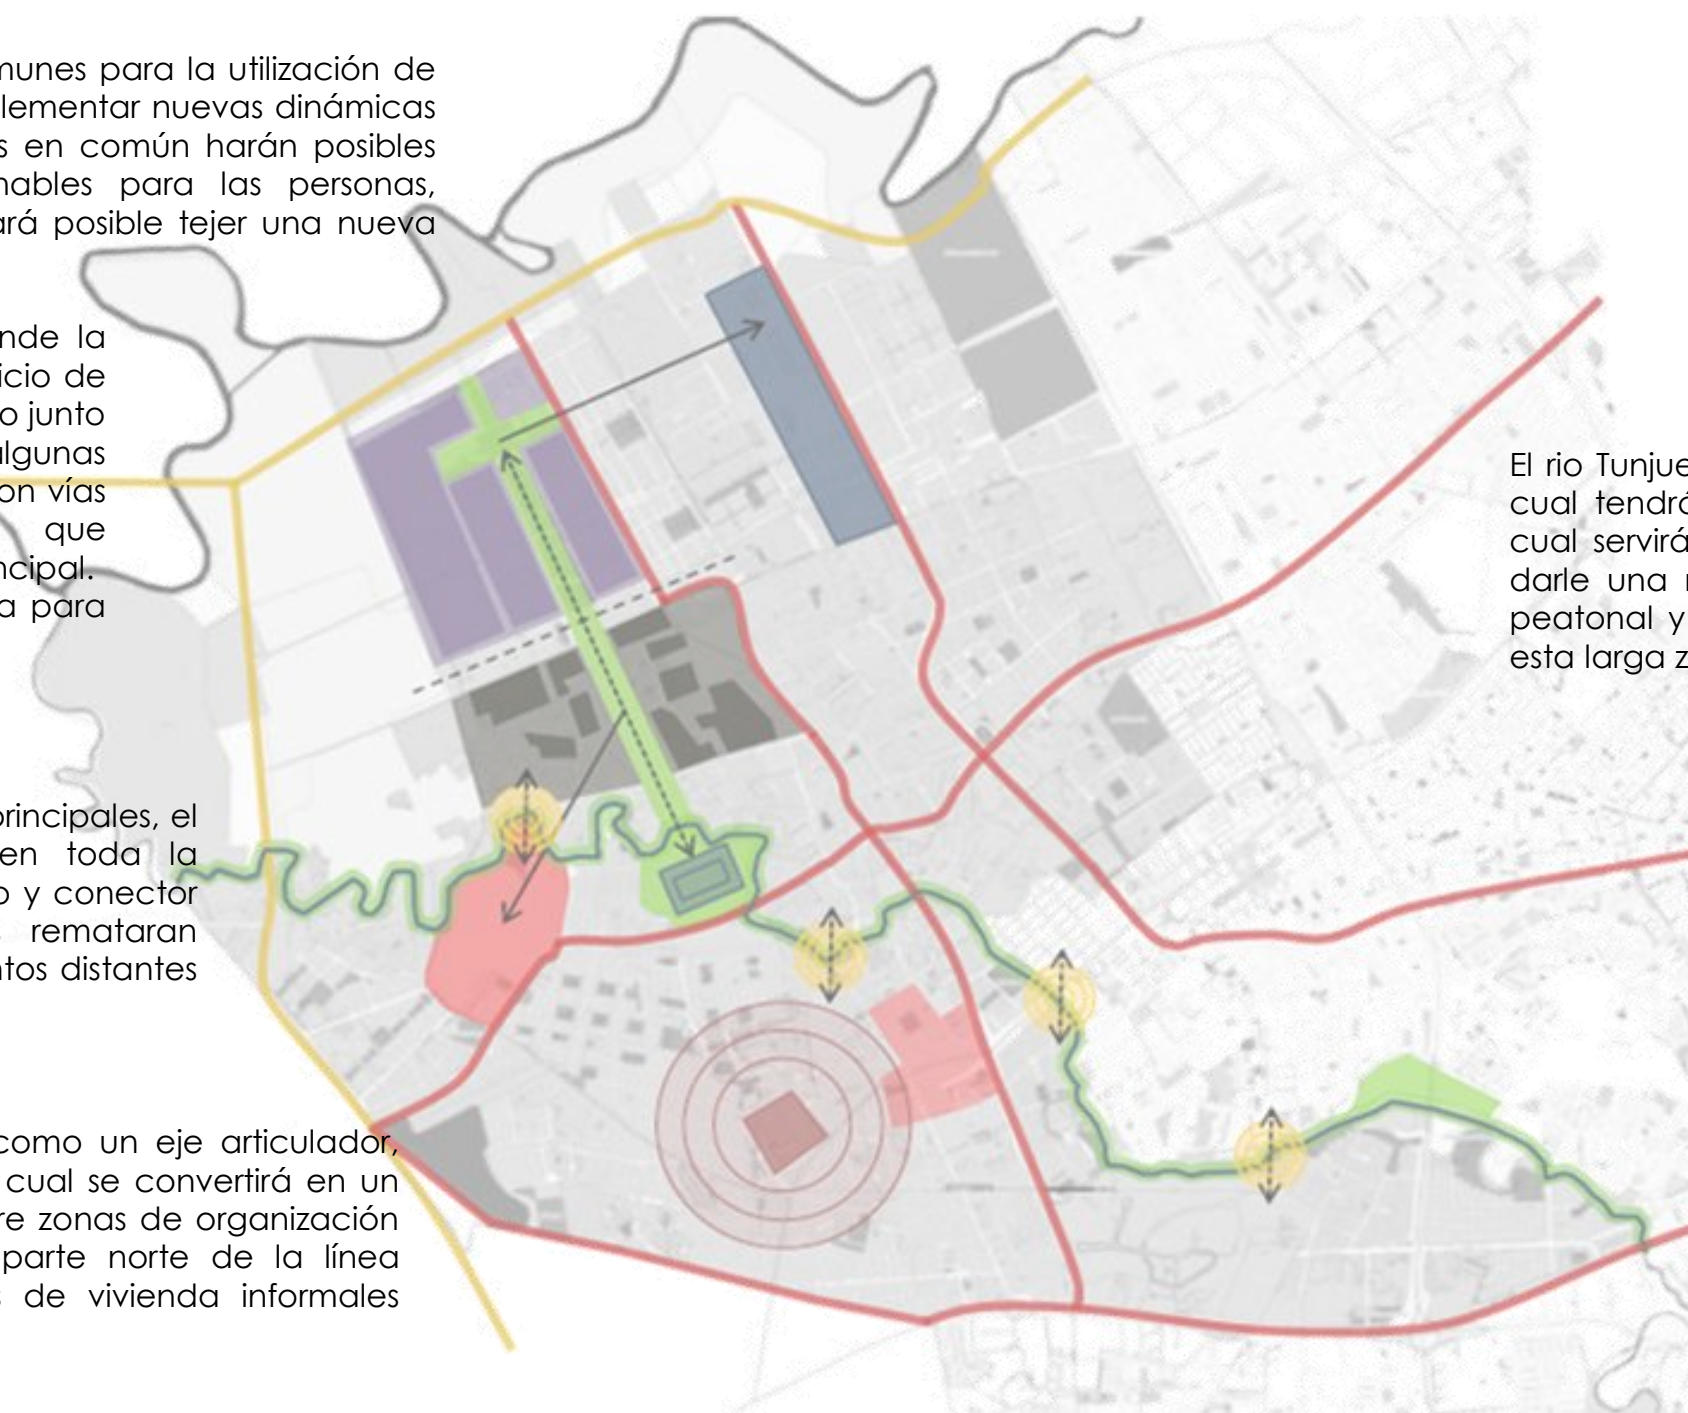 munes para la utilización de
lementar nuevas dinámicas
s en común harán posibles
nables para las personas,
ará posible tejer una nueva
nde la
icio de
o junto
algunas
on vías
que
ncipal.
a para
principales, el
en toda la
o y conector
s remataran
ntos distantes
como un eje articulador,
cual se convertirá en un
re zonas de organización
parte norte de la línea
s de vivienda informales
El rio Tunjue
cual tendrá
cual servirá
darle una
peatonal y
esta larga z